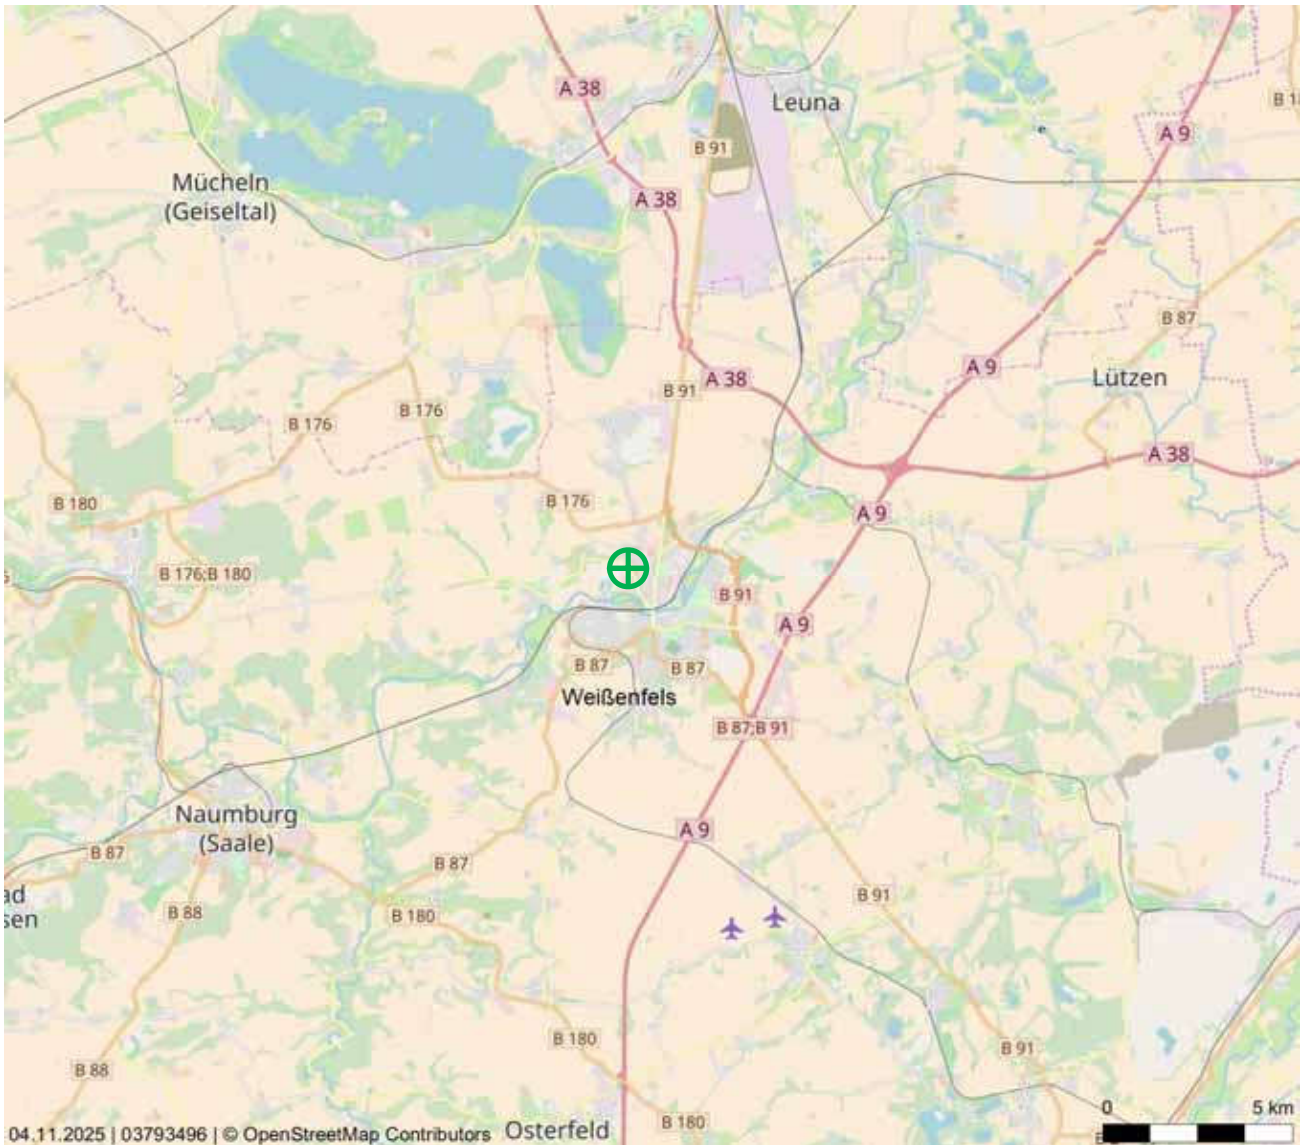 A 38
Leuna
B 91
A 9
Mücheln
(Geiseltal)
A 38
B 87
A 38
B 91
A 9
Lützen
B 176
B 176
A 38
B 180
B 176
A 9
B 176;B 180
B 91
A 9
B 87
B 87
Weißenfels
B 87;B 91
Naumburg
(Saale)
A 9
B 87
B 87
B 91
B 88
B 180
ad
sen
B 180
B 91
B 88
0
5 km
B 180
04.11.2025 | 03793496 | © OpenStreetMap Contributors
Osterfeld